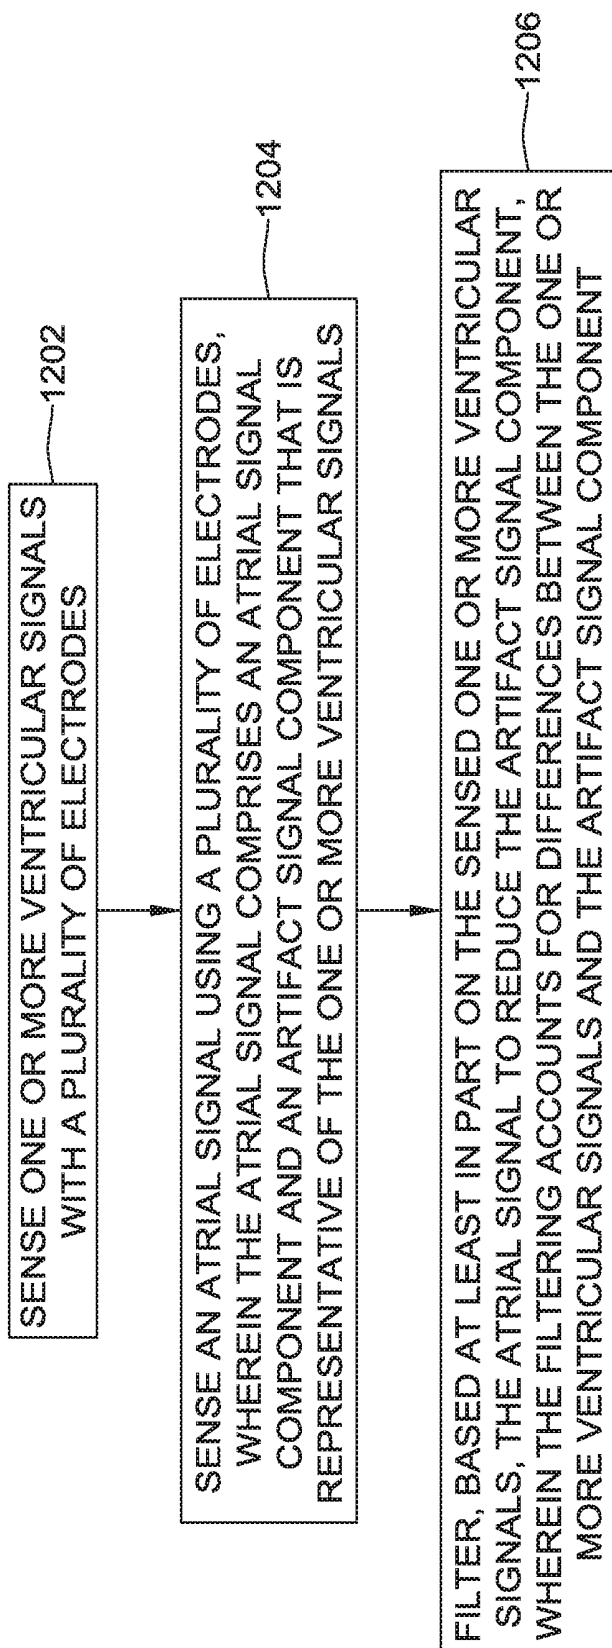 SENSE ONE OR MORE VENTRICULAR SIGNALS
WITH A PLURALITY OF ELECTRODES
1202
SENSE AN ATRIAL SIGNAL USING A PLURALITY OF ELECTRODES,
WHEREIN THE ATRIAL SIGNAL COMPRISES AN ATRIAL SIGNAL
COMPONENT AND AN ARTIFACT SIGNAL COMPONENT THAT IS
REPRESENTATIVE OF THE ONE OR MORE VENTRICULAR SIGNALS
1204
FILTER, BASED AT LEAST IN PART ON THE SENSED ONE OR MORE VENTRICULAR
SIGNALS, THE ATRIAL SIGNAL TO REDUCE THE ARTIFACT SIGNAL COMPONENT,
WHEREIN THE FILTERING ACCOUNTS FOR DIFFERENCES BETWEEN THE ONE OR
MORE VENTRICULAR SIGNALS AND THE ARTIFACT SIGNAL COMPONENT
1206